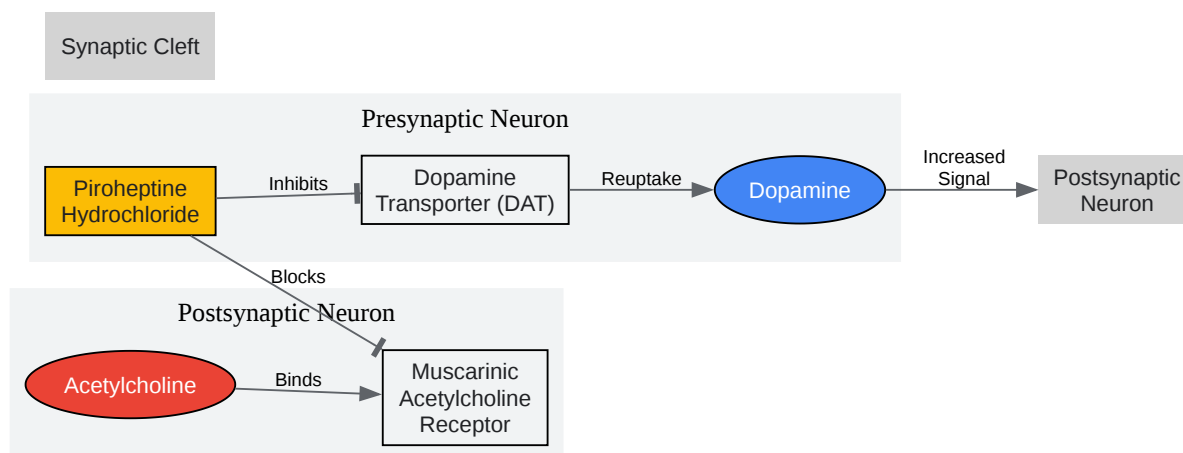 Synaptic Cleft
Presynaptic Neuron
Piroheptine
Hydrochloride
Inhibits
Dopamine
Transporter (DAT)
Reuptake
Dopamine
Increased
Signal
Postsynaptic
Neuron
Blocks
Postsynaptic Neuron
Acetylcholine
Binds
Muscarinic
Acetylcholine
Receptor